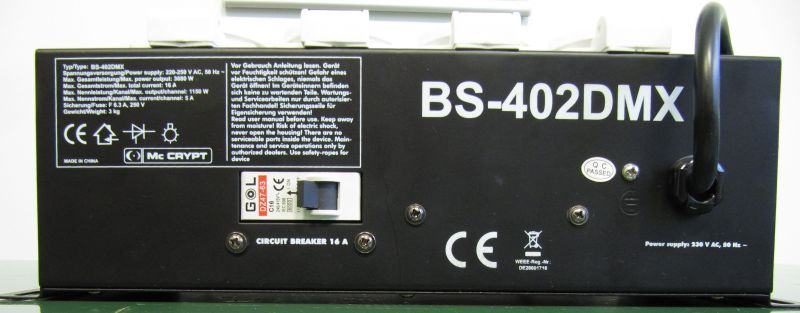 Typ/Type: BS-402DMX
Spannungsversorgung/Power supply: 220-250 V AC, 50 Hz ~
Max. Gesamtleistung/Max. power output: 3680 W
Max. Gesamtstrom/Max. total current: 16 A
Max. Nennleistung/Kanal/Max. output/channel: 1150 W
Max. Nennstrom/Kanal/Max. current/channel: 5 A
Sicherung/Fuse: F 6.3 A, 250 V
Gewicht/Weight: 3 kg
CE
MADE IN CHINA
Mc CRYPT
Vor Gebrauch Anleitung lesen. Gerät
vor Feuchtigkeit schützen! Gefahr eines
elektrischen Schlages, niemals das
Gerät öffnen! Im Geräteinnern befinden
sich keine zu wartenden Teile. Wartungs-
und Servicearbeiten nur durch autorisier-
ten Fachhandel! Sicherungsseile für
Eigensicherung verwenden!
Read user manual before use. Keep away
from moisture! Risk of electric shock,
never open the housing! There are no
serviceable parts inside the device. Main-
tenance and service operations only by
authorized dealers. Use safety-ropes for
device
BS-402DMX
Q.C
PASSED
GOL
DZ47-63
C16
CE
ON
CIRCUIT BREAKER 16 A
CE
WEEE-Reg.-Nr.:
DE28001718
Power supply: 230 V AC, 50 Hz ~